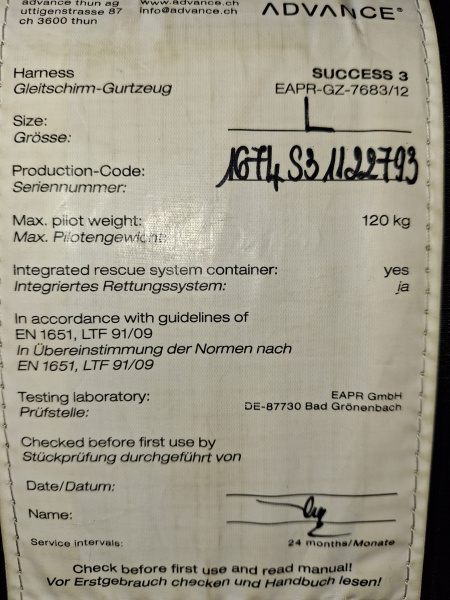 advance thun ag www.advance.ch
uttigenstrasse 87 info@advance.ch ADVANCE®
ch 3600 thun
Harness SUCCESS 3
Gleitschirm-Gurtzeug EAPR-GZ-7683/12
Size: L
Grösse:
Production-Code: 1674 S3 1122793
Seriennummer:
Max. pilot weight: 120 kg
Max. Pilotengewicht:
Integrated rescue system container: yes
Integriertes Rettungssystem: ja
In accordance with guidelines of
EN 1651, LTF 91/09
In Übereinstimmung der Normen nach
EN 1651, LTF 91/09
Testing laboratory: EAPR GmbH
Prüfstelle: DE-87730 Bad Grönenbach
Checked before first use by
Stückprüfung durchgeführt von
Date/Datum:
Name:
Service intervals: 24 months/Monate
Check before first use and read manual!
Vor Erstgebrauch checken und Handbuch lesen!